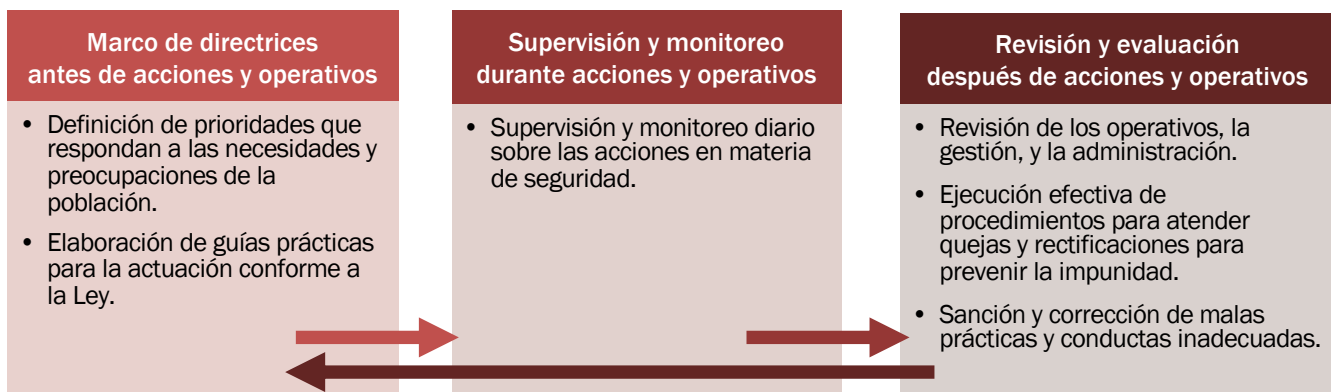 Marco de directrices
antes de acciones y operativos
• Definición de prioridades que
respondan a las necesidades y
preocupaciones de la
población.
• Elaboración de guías prácticas
para la actuación conforme a
la Ley.
Supervisión y monitoreo
durante acciones y operativos
• Supervisión y monitoreo diario
sobre las acciones en materia
de seguridad.
Revisión y evaluación
después de acciones y operativos
• Revisión de los operativos, la
gestión, y la administración.
• Ejecución efectiva de
procedimientos para atender
quejas y rectificaciones para
prevenir la impunidad.
• Sanción y corrección de malas
prácticas y conductas inadecuadas.